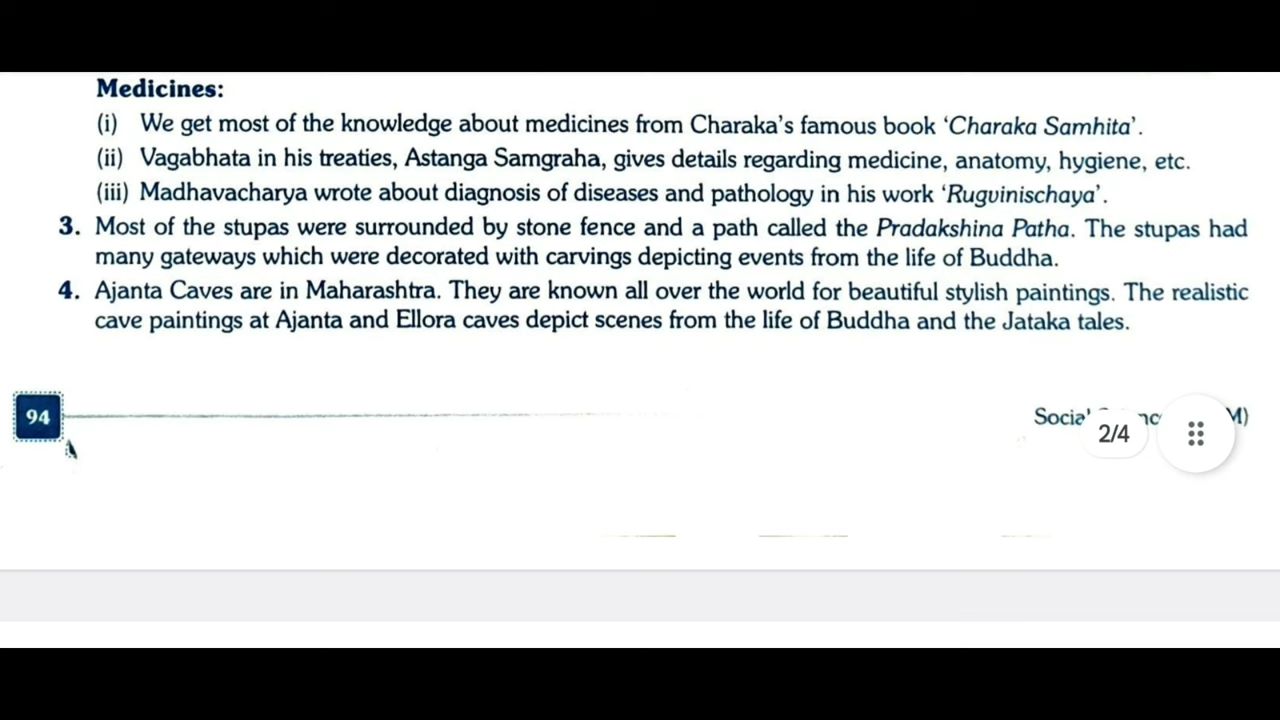 Medicines:
(i) We get most of the knowledge about medicines from Charaka's famous book 'Charaka Samhita'.
(ii) Vagabhata in his treaties, Astanga Samgraha, gives details regarding medicine, anatomy, hygiene, etc.
(iii) Madhavacharya wrote about diagnosis of diseases and pathology in his work 'Rugvinischaya'.
3. Most of the stupas were surrounded by stone fence and a path called the Pradakshina Patha. The stupas had
many gateways which were decorated with carvings depicting events from the life of Buddha.
4. Ajanta Caves are in Maharashtra. They are known all over the world for beautiful stylish paintings. The realistic
cave paintings at Ajanta and Ellora caves depict scenes from the life of Buddha and the Jataka tales.
94
2/4